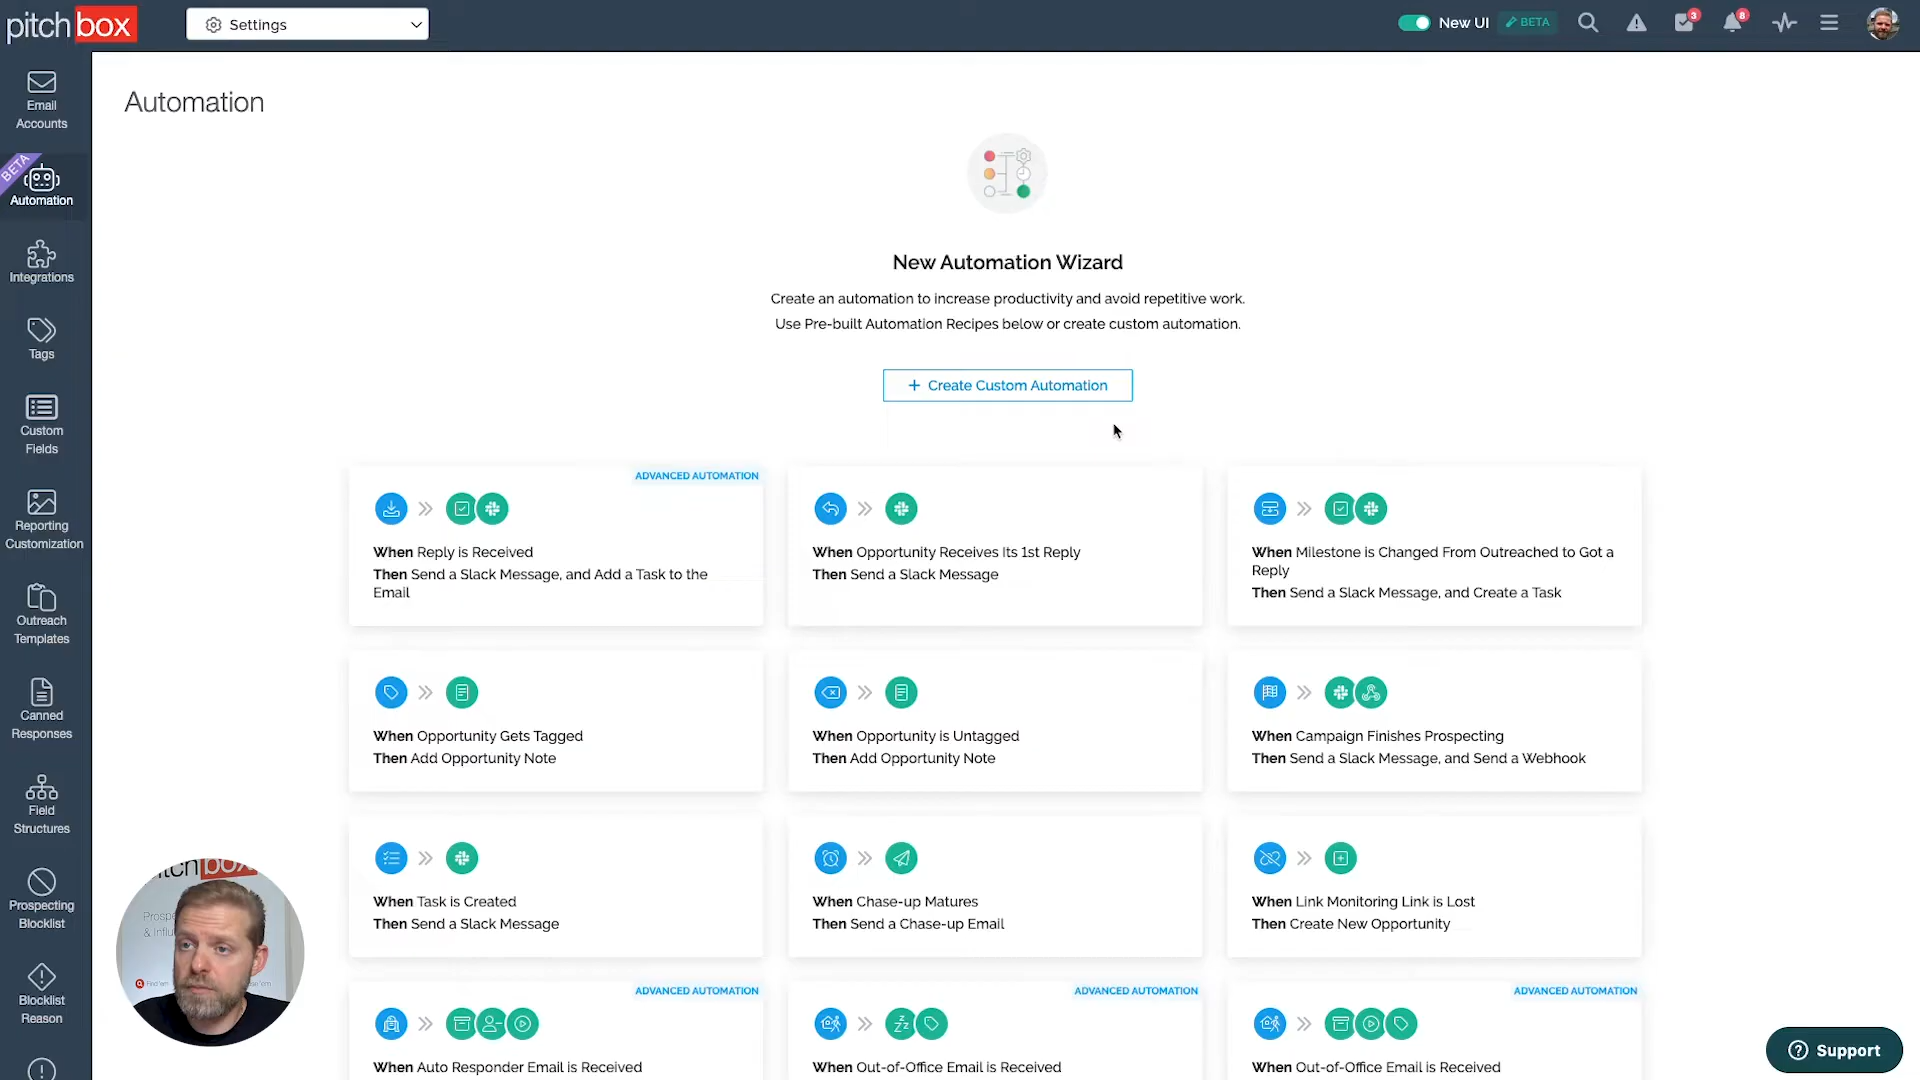 pitchbox
Settings
New UI
BETA
3
8
Email
Accounts
BETA
Automation
Integrations
Tags
Custom
Fields
Reporting
Customization
Outreach
Templates
Canned
Responses
Field
Structures
Prospecting
Blocklist
Blocklist
Reason
Automation
New Automation Wizard
Create an automation to increase productivity and avoid repetitive work.
Use Pre-built Automation Recipes below or create custom automation.
+ Create Custom Automation
ADVANCED AUTOMATION
When Reply is Received
Then Send a Slack Message, and Add a Task to the
Email
When Opportunity Receives Its 1st Reply
Then Send a Slack Message
When Milestone is Changed From Outreached to Got a
Reply
Then Send a Slack Message, and Create a Task
When Opportunity Gets Tagged
Then Add Opportunity Note
When Opportunity is Untagged
Then Add Opportunity Note
When Campaign Finishes Prospecting
Then Send a Slack Message, and Send a Webhook
When Task is Created
Then Send a Slack Message
When Chase-up Matures
Then Send a Chase-up Email
When Link Monitoring Link is Lost
Then Create New Opportunity
ADVANCED AUTOMATION
When Auto Responder Email is Received
ADVANCED AUTOMATION
When Out-of-Office Email is Received
ADVANCED AUTOMATION
When Out-of-Office Email is Received
Support